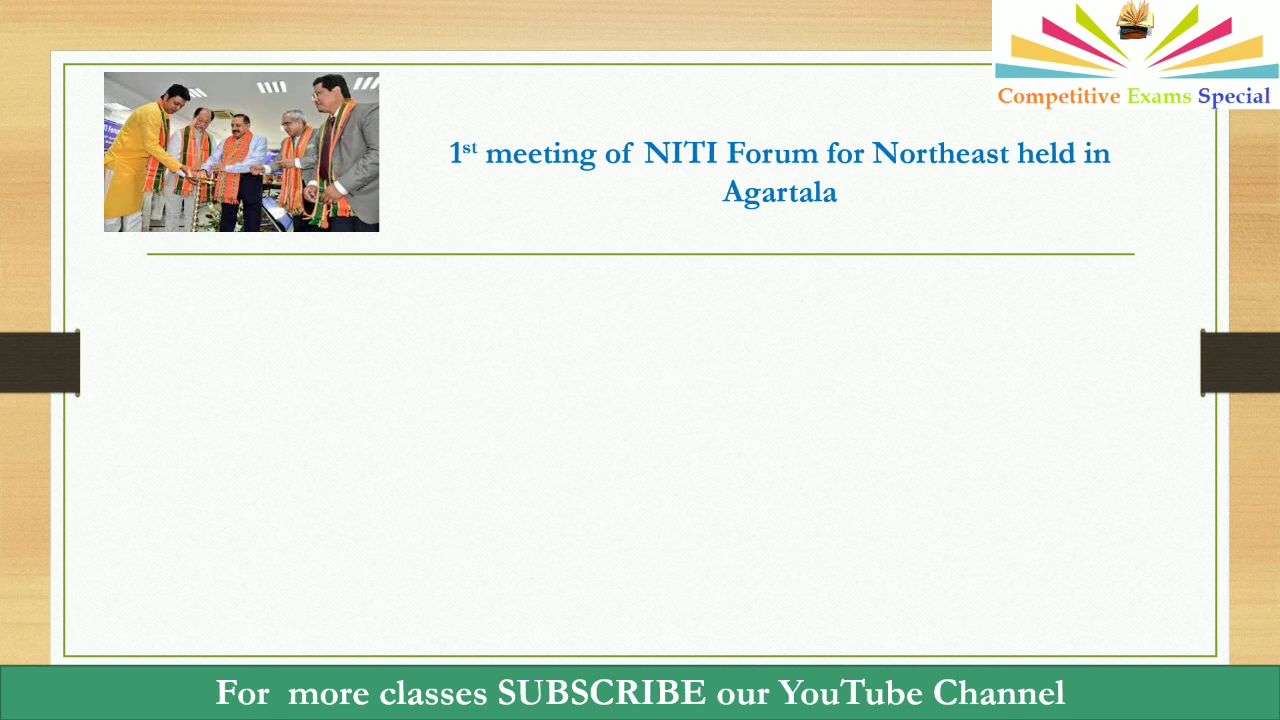 Competitive Exams Special
1st meeting of NITI Forum for Northeast held in
Agartala
For more classes SUBSCRIBE our YouTube Channel